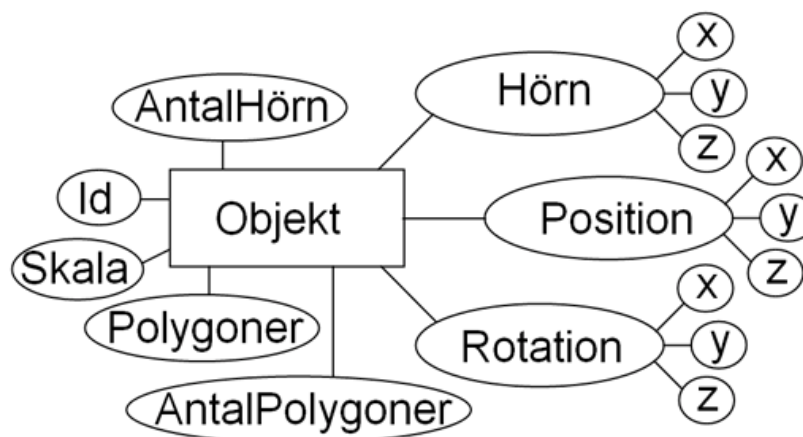 x
Hörn
y
AntalHörn
z
x
Id
Objekt
Position
y
Skala
z
x
Polygoner
Rotation
y
AntalPolygoner
z